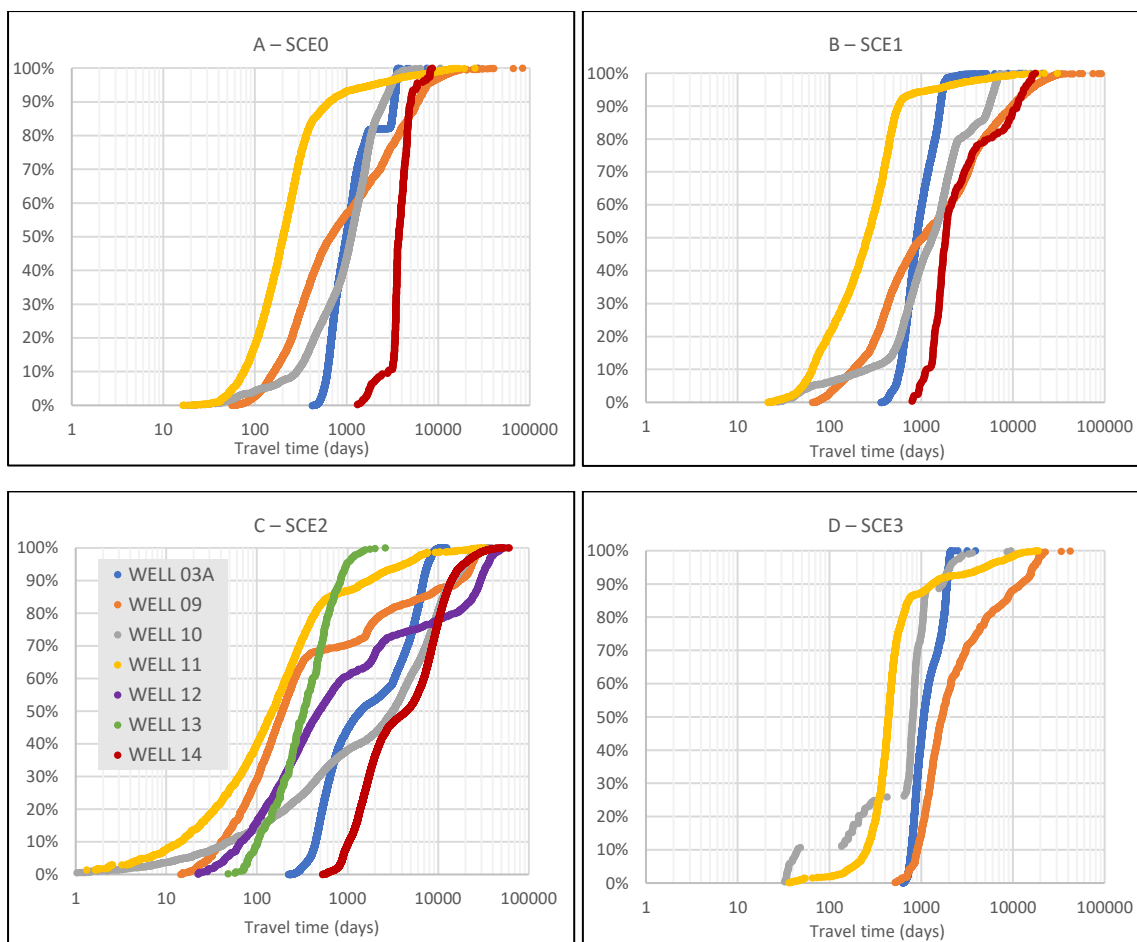 A – SCE0
100%
90%
80%
70%
60%
50%
40%
30%
20%
10%
0%
1 10 100 1000 10000 100000
Travel time (days)
B – SCE1
100%
90%
80%
70%
60%
50%
40%
30%
20%
10%
0%
1 10 100 1000 10000 100000
Travel time (days)
C – SCE2
100%
90%
80%
70%
60%
50%
40%
30%
20%
10%
0%
WELL 03A
WELL 09
WELL 10
WELL 11
WELL 12
WELL 13
WELL 14
1 10 100 1000 10000 100000
Travel time (days)
D – SCE3
100%
90%
80%
70%
60%
50%
40%
30%
20%
10%
0%
1 10 100 1000 10000 100000
Travel time (days)